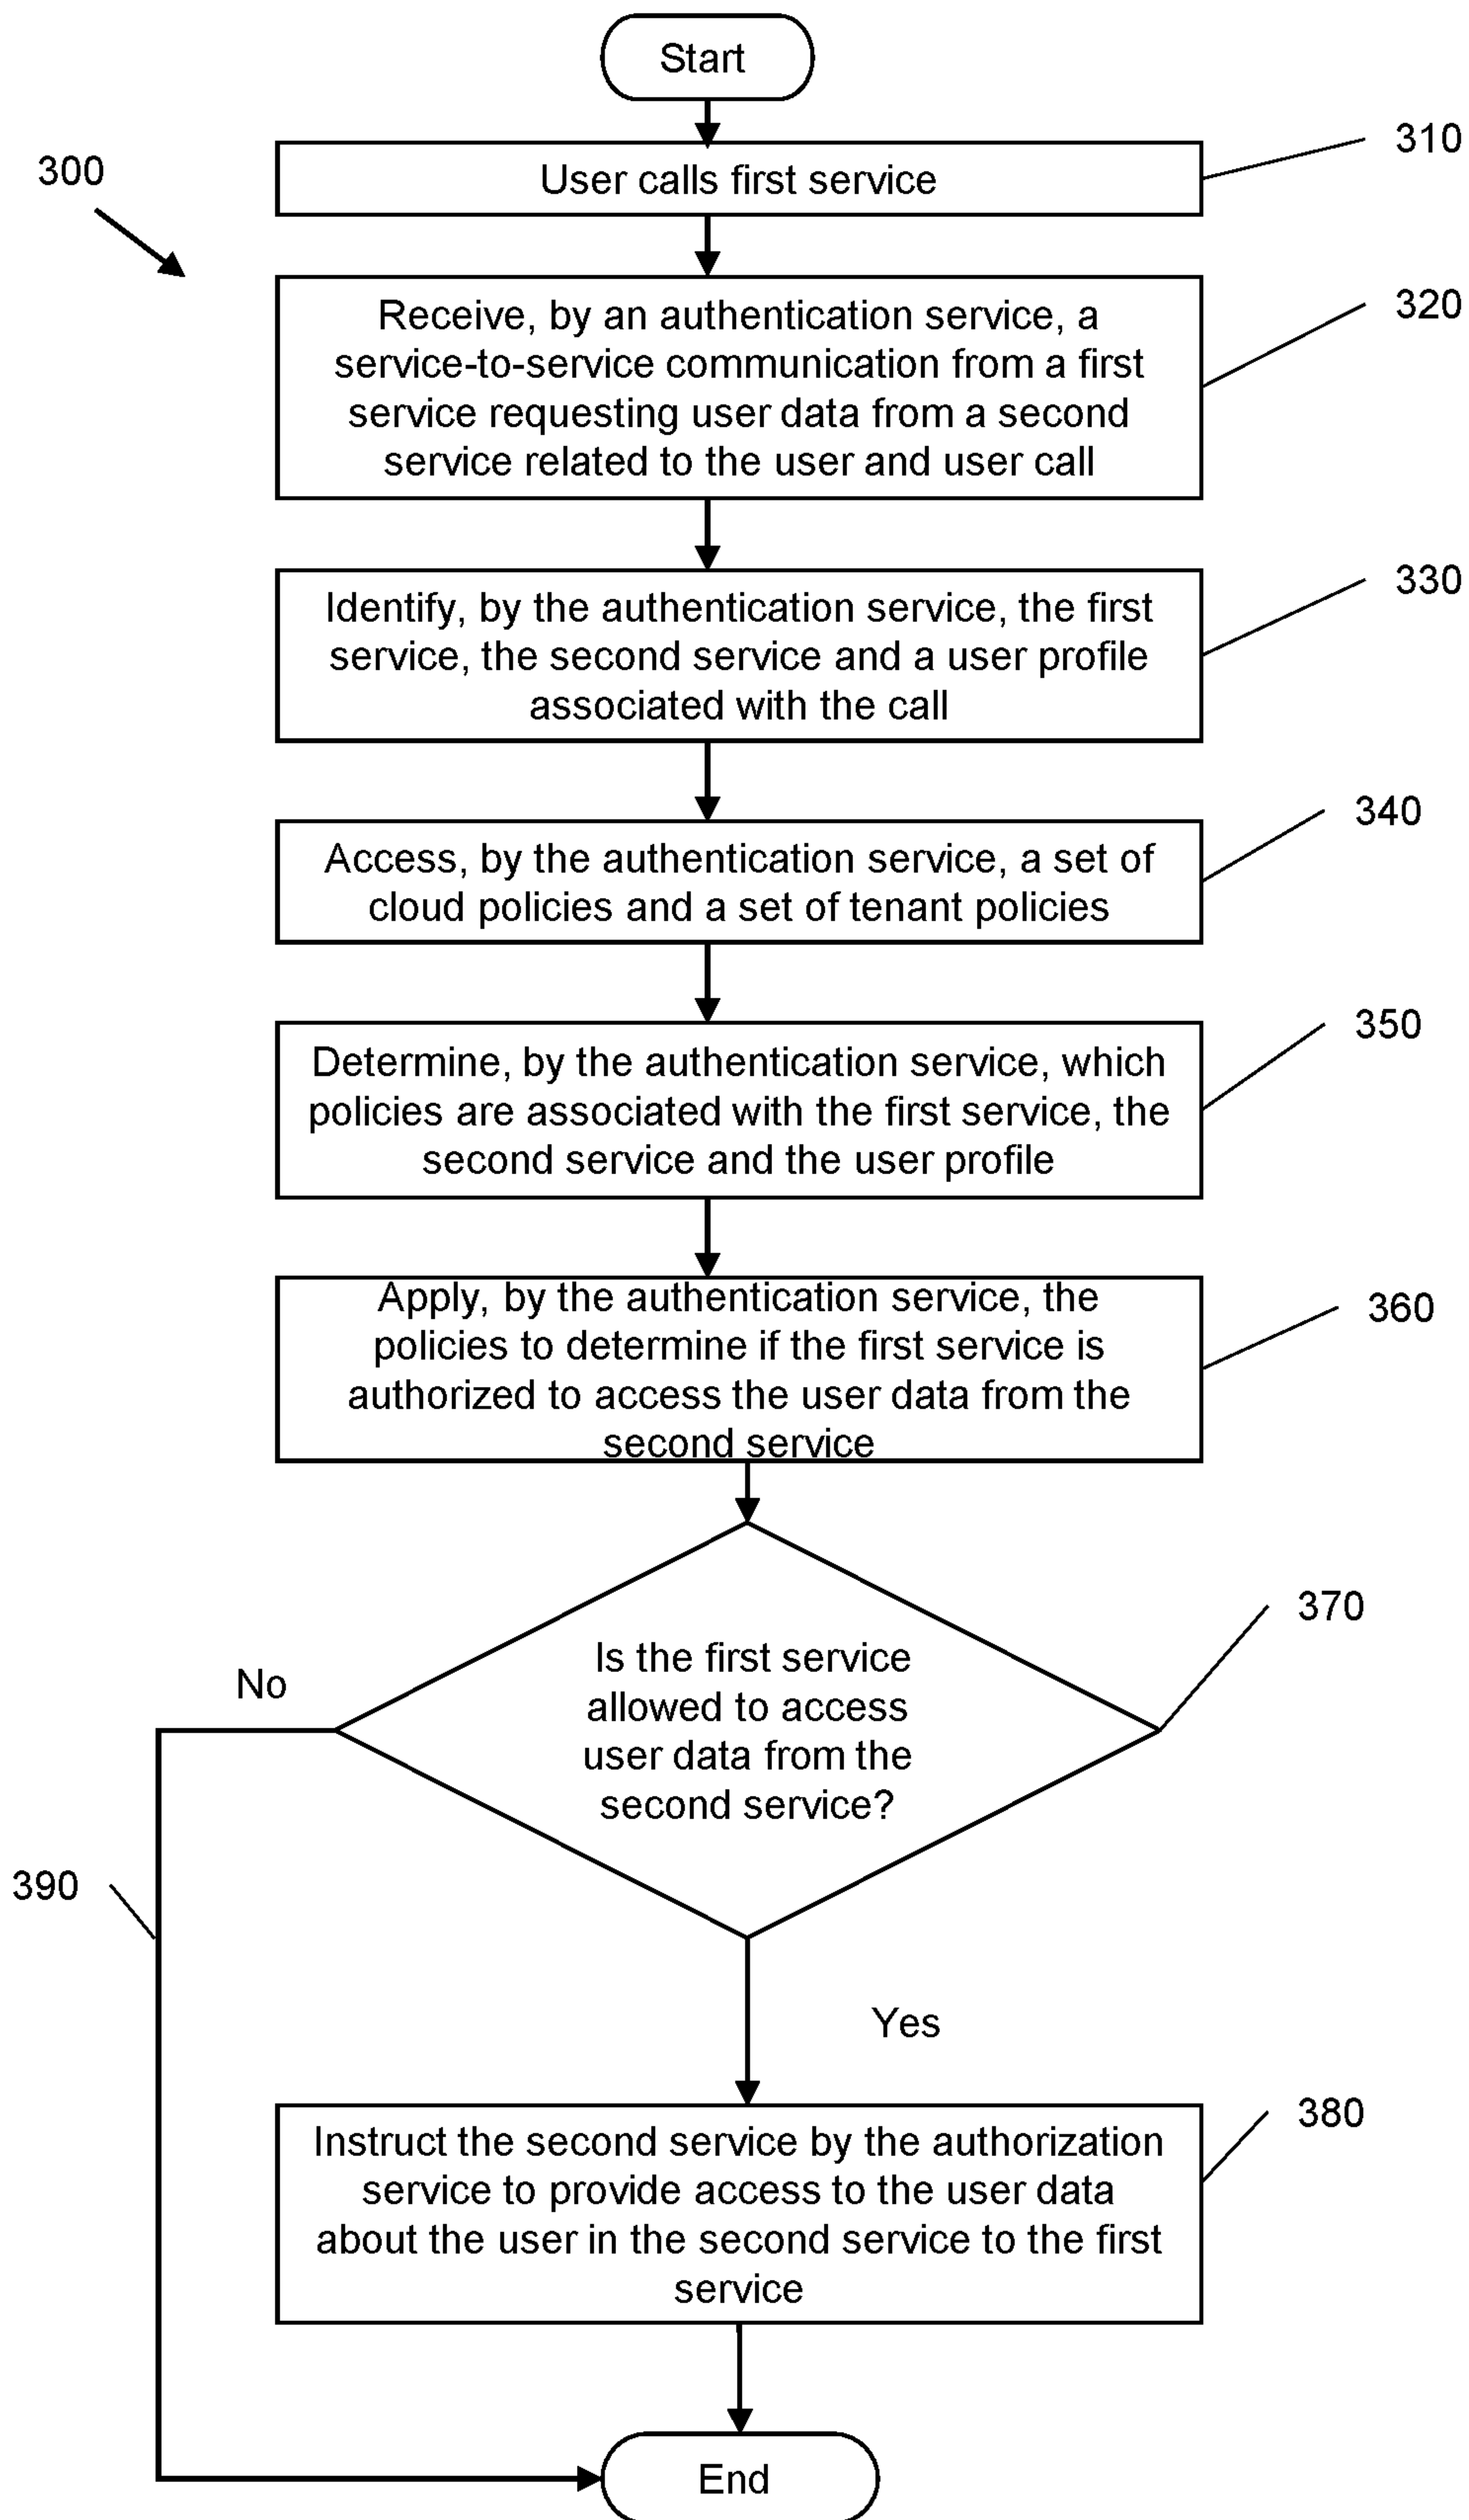 Start
310
User calls first service
300
320
Receive, by an authentication service, a
service-to-service communication from a first
service requesting user data from a second
service related to the user and user call
330
Identify, by the authentication service, the first
service, the second service and a user profile
associated with the call
340
Access, by the authentication service, a set of
cloud policies and a set of tenant policies
350
Determine, by the authentication service, which
policies are associated with the first service, the
second service and the user profile
360
Apply, by the authentication service, the
policies to determine if the first service is
authorized to access the user data from the
second service
370
Is the first service
allowed to access
user data from the
second service?
No
390
Yes
380
Instruct the second service by the authorization
service to provide access to the user data
about the user in the second service to the first
service
End